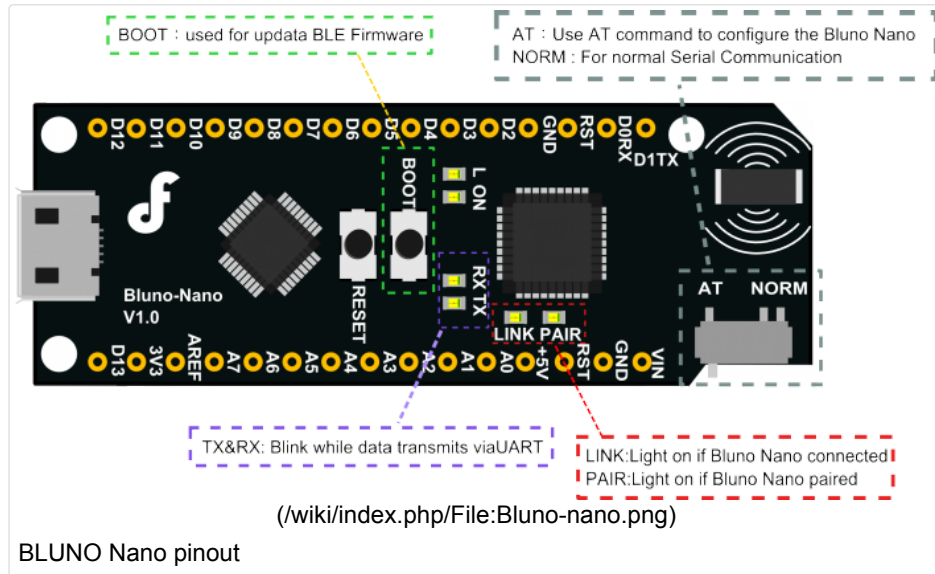 BOOT : used for updata BLE Firmware
AT : Use AT command to configure the Bluno Nano
NORM : For normal Serial Communication
D12 D11 D10 D9 D8 D7 D6 D5 D4 D3 D2 GND RST D0RX D1TX
BOOT
L ON
RESET
RX TX
AT NORM
Bluno-Nano
V1.0
LINK PAIR
D13 3V3 AREF A7 A6 A5 A4 A3 A2 A1 A0 +5V RST GND VIN
TX&RX: Blink while data transmits viaUART
LINK:Light on if Bluno Nano connected
PAIR:Light on if Bluno Nano paired
(/wiki/index.php/File:Bluno-nano.png)
BLUNO Nano pinout